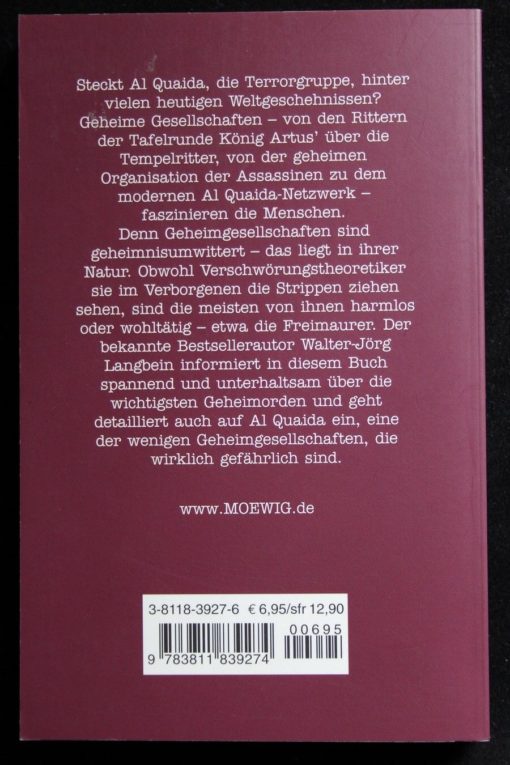 Steckt Al Quaida, die Terrorgruppe, hinter
vielen heutigen Weltgeschehnissen?
Geheime Gesellschaften – von den Rittern
der Tafelrunde König Artus’ über die
Tempelritter, von der geheimen
Organisation der Assassinen zu dem
modernen Al Quaida-Netzwerk –
faszinieren die Menschen.
Denn Geheimgesellschaften sind
geheimnisumwittert – das liegt in ihrer
Natur. Obwohl Verschwörungstheoretiker
sie im Verborgenen die Strippen ziehen
sehen, sind die meisten von ihnen harmlos
oder wohltätig – etwa die Freimaurer. Der
bekannte Bestsellerautor Walter-Jörg
Langbein informiert in diesem Buch
spannend und unterhaltsam über die
wichtigsten Geheimorden und geht
detailliert auch auf Al Quaida ein, eine
der wenigen Geheimgesellschaften, die
wirklich gefährlich sind.
www.MOEWIG.de
3-8118-3927-6 € 6,95/sfr 12,90
00695
9 783811 839274